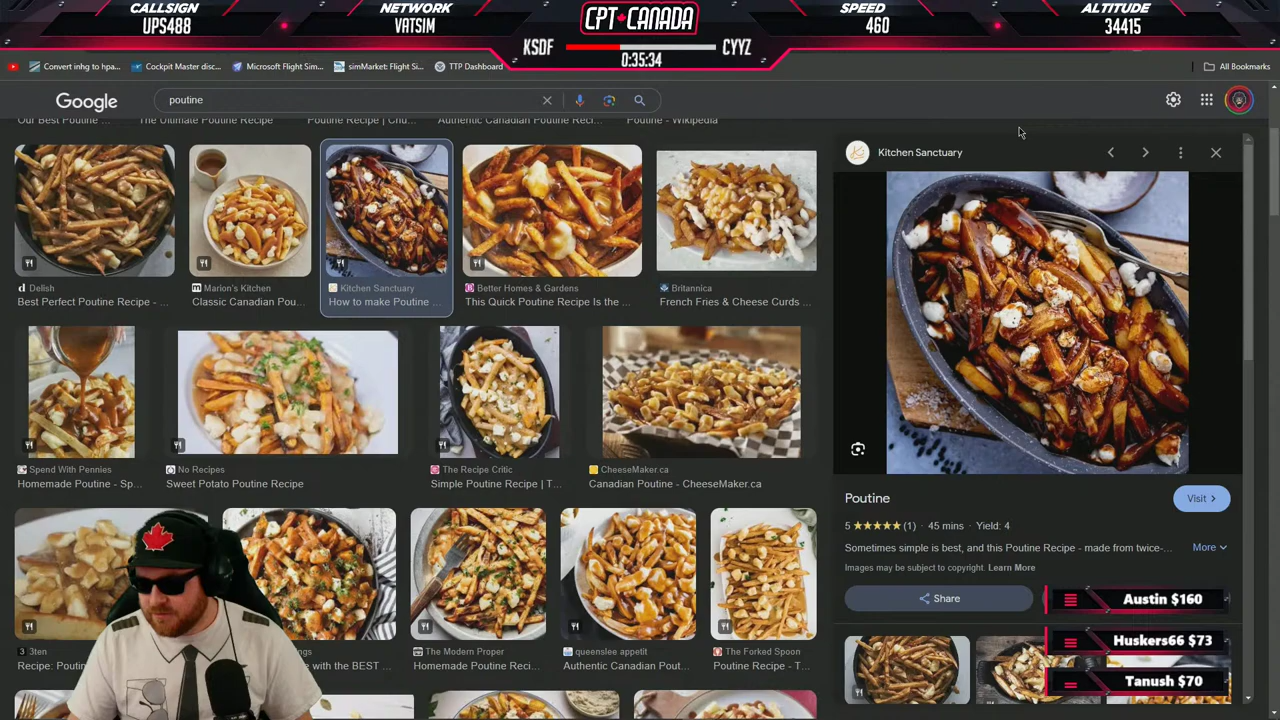 CALLSIGN
UPS488
NETWORK
VATSIM
CPT CANADA
KSDF
CYYZ
0:35:34
SPEED
460
ALTITUDE
34415
Convert inhg to hpa...
Cockpit Master disc...
Microsoft Flight Sim...
simMarket: Flight Si...
TTP Dashboard
All Bookmarks
Google
poutine
Our Best Poutine ...
The Ultimate Poutine Recipe
Poutine Recipe | Chu...
Authentic Canadian Poutine Reci...
Poutine - Wikipedia
Delish
Best Perfect Poutine Recipe - ...
Marion's Kitchen
Classic Canadian Pou...
Kitchen Sanctuary
How to make Poutine ...
Better Homes & Gardens
This Quick Poutine Recipe Is the ...
Britannica
French Fries & Cheese Curds ...
Spend With Pennies
Homemade Poutine - Sp...
No Recipes
Sweet Potato Poutine Recipe
The Recipe Critic
Simple Poutine Recipe | T...
CheeseMaker.ca
Canadian Poutine - CheeseMaker.ca
3ten
Recipe: Poutin
ngs
e with the BEST ...
The Modern Proper
Homemade Poutine Reci...
queenslee appetit
Authentic Canadian Pout...
The Forked Spoon
Poutine Recipe - T...
Kitchen Sanctuary
Poutine
Visit
5 ★★★★★ (1) · 45 mins · Yield: 4
Sometimes simple is best, and this Poutine Recipe - made from twice-...
More
Images may be subject to copyright. Learn More
Share
Austin $160
Huskers66 $73
Tanush $70